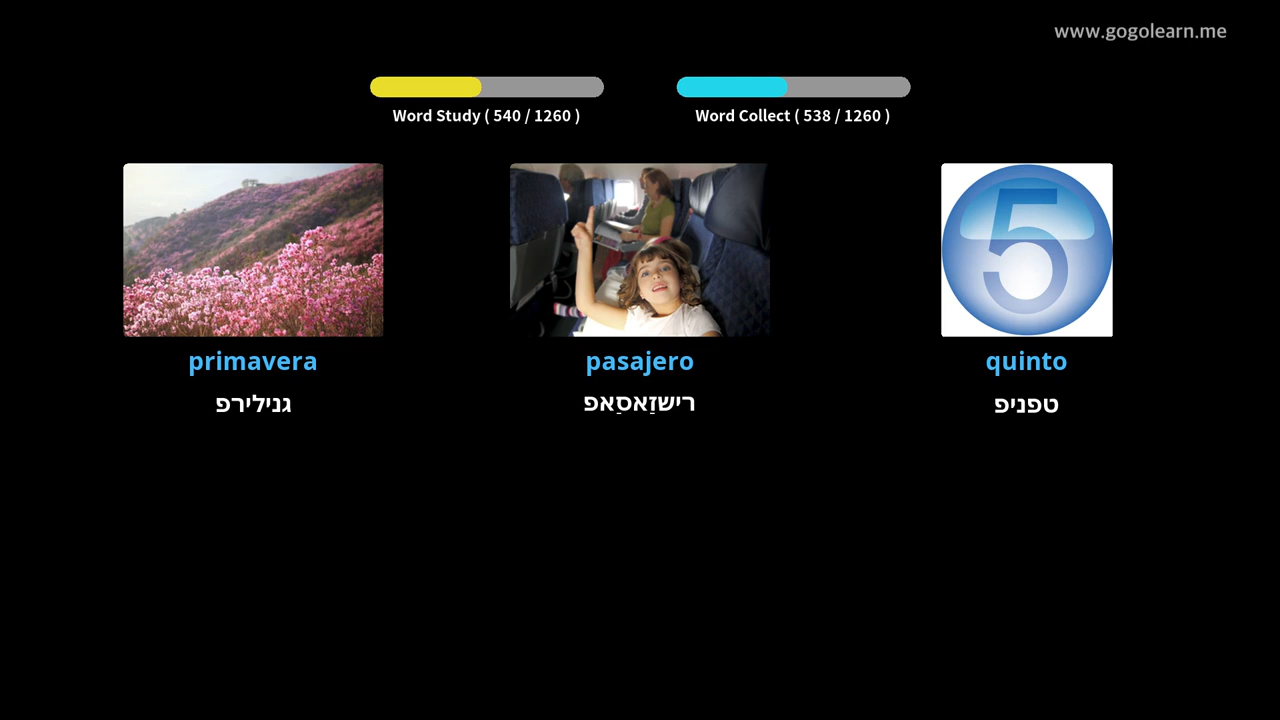 www.gogolearn.me
Word Study ( 540 / 1260 )
Word Collect ( 538 / 1260 )
5
primavera
pasajero
quinto
גנילירפ
רישזַאסַאפ
טפניפ